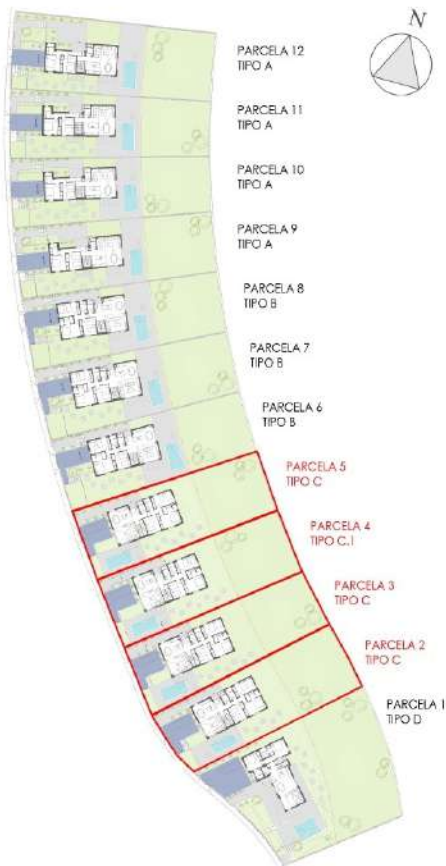 N
PARCELA 12
TIPO A
PARCELA 11
TIPO A
PARCELA 10
TIPO A
PARCELA 9
TIPO A
PARCELA 8
TIPO B
PARCELA 7
TIPO B
PARCELA 6
TIPO B
PARCELA 5
TIPO C
PARCELA 4
TIPO C.1
PARCELA 3
TIPO C
PARCELA 2
TIPO C
PARCELA 1
TIPO D